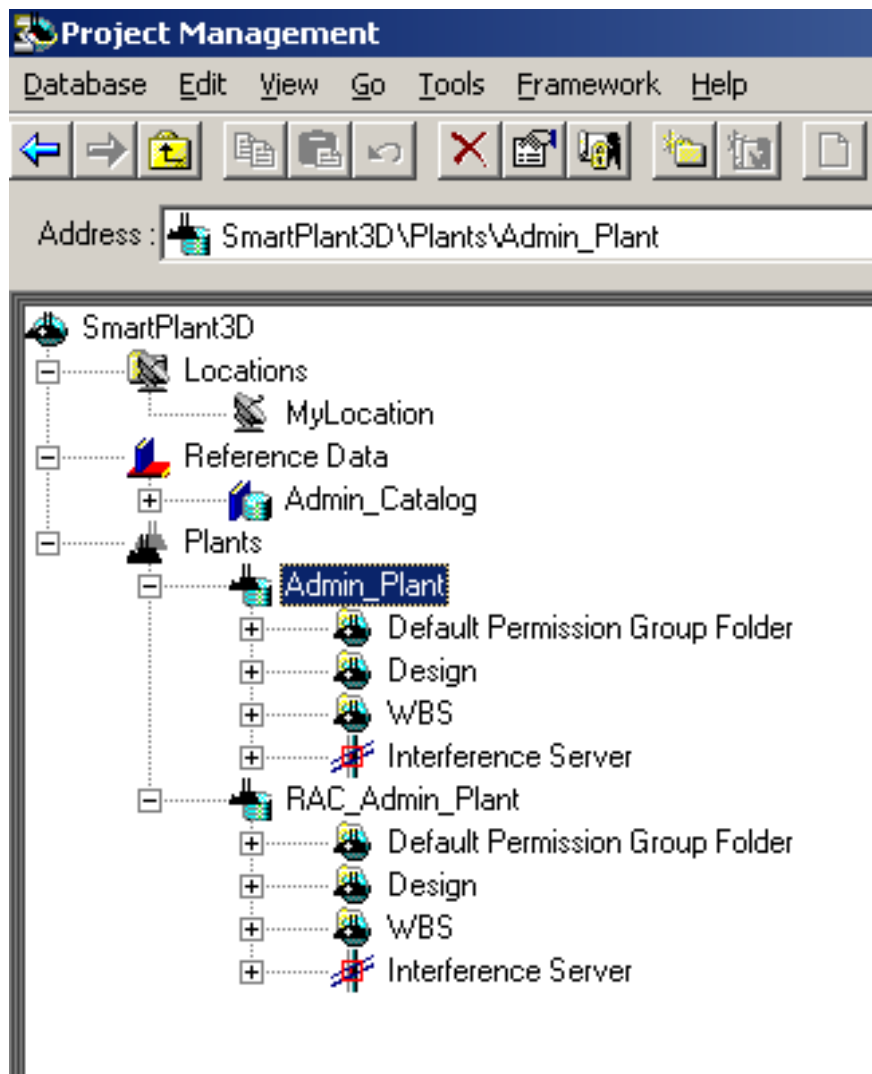 Project Management
Database Edit View Go Tools Framework Help
Address : SmartPlant3D\Plants\Admin_Plant
SmartPlant3D
Locations
MyLocation
Reference Data
Admin_Catalog
Plants
Admin_Plant
Default Permission Group Folder
Design
WBS
Interference Server
RAC_Admin_Plant
Default Permission Group Folder
Design
WBS
Interference Server